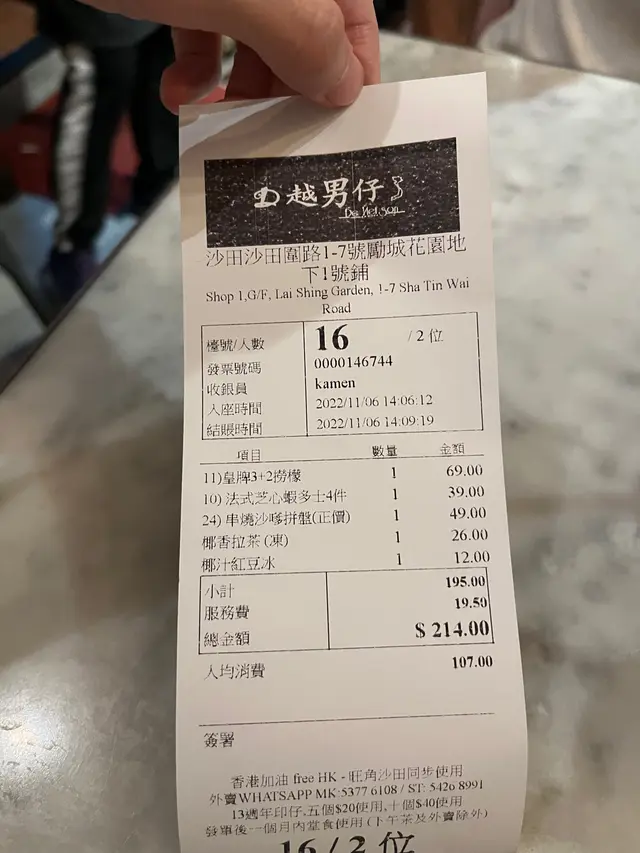 越男仔
Die Viet Son
沙田沙田圍路1-7號勵城花園地
下1號鋪
Shop 1,G/F, Lai Shing Garden, 1-7 Sha Tin Wai
Road
檯號/人數 16 / 2 位
發票號碼 0000146744
收銀員 kamen
入座時間 2022/11/06 14:06:12
結賬時間 2022/11/06 14:09:19
項目 數量 金額
11)皇牌3+2撈檬 1 69.00
10) 法式芝心蝦多士4件 1 39.00
24) 串燒沙嗲拼盤(正價) 1 49.00
椰香拉茶 (凍) 1 26.00
椰汁紅豆冰 1 12.00
小計 195.00
服務費 19.50
總金額 $ 214.00
人均消費 107.00
簽署
香港加油 free HK - 旺角沙田同步使用
外賣WHATSAPP MK:5377 6108 / ST: 5426 8991
13週年印仔,五個$20使用,十個$40使用
發單後一個月內堂食使用 (下午茶及外賣除外)
16 / 2 位